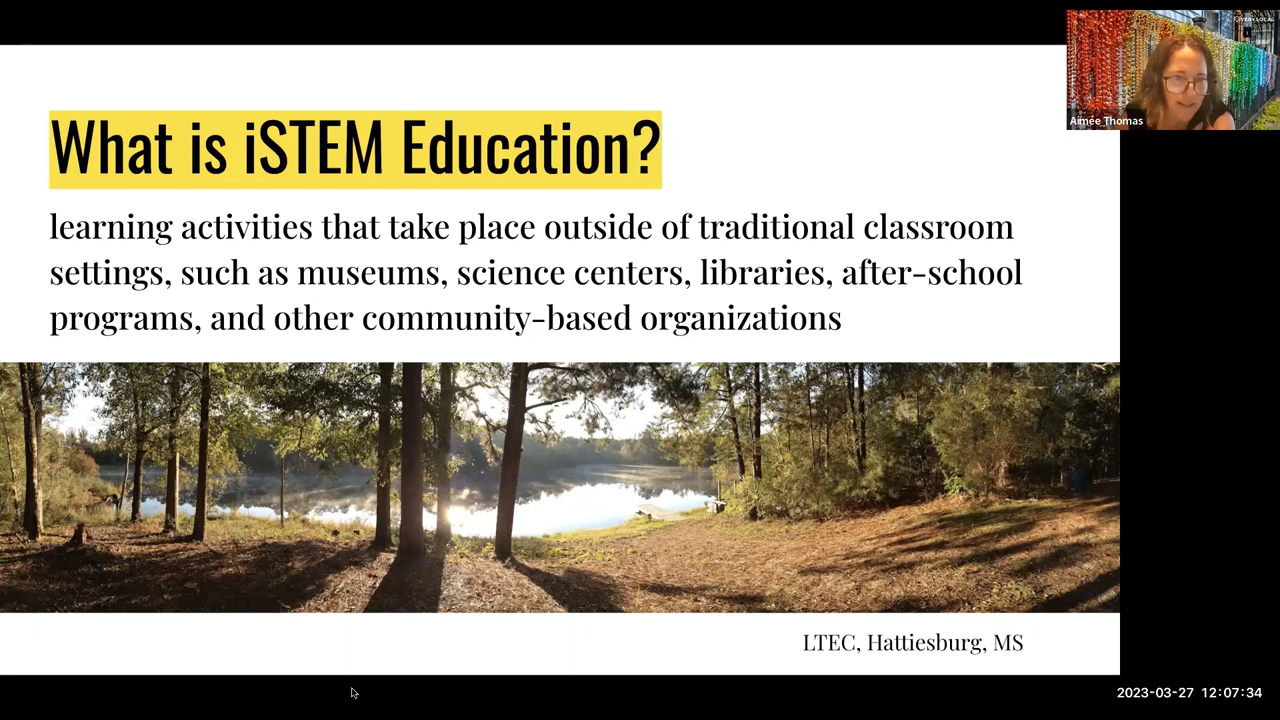 What is iSTEM Education?
learning activities that take place outside of traditional classroom
settings, such as museums, science centers, libraries, after-school
programs, and other community-based organizations
LTEC, Hattiesburg, MS
Aimée Thomas
2023-03-27 12:07:34